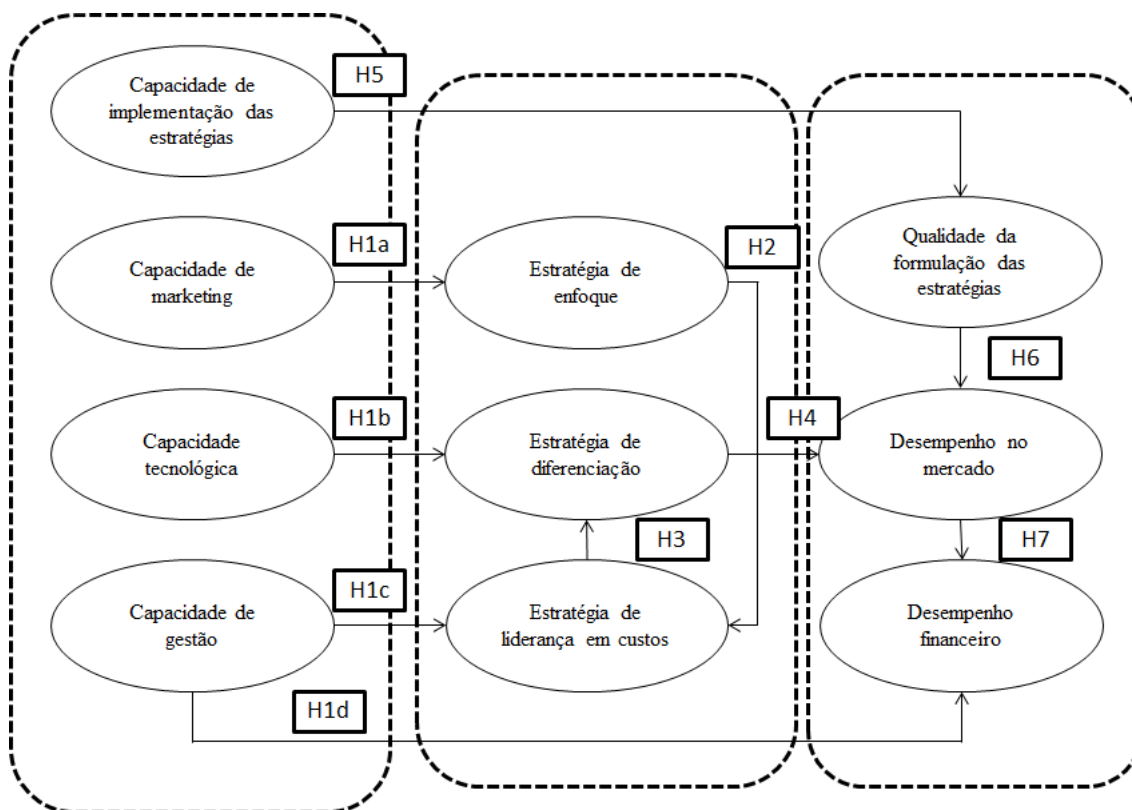 H5
Capacidade de
implementação das
estratégias
H1a
H2
Capacidade de
marketing
Estratégia de
enfoque
Qualidade da
formulação das
estratégias
H6
H1b
H4
Capacidade
tecnológica
Estratégia de
diferenciação
Desempenho no
mercado
H3
H7
H1c
Capacidade de
gestão
Estratégia de
liderança em custos
Desempenho
financeiro
H1d